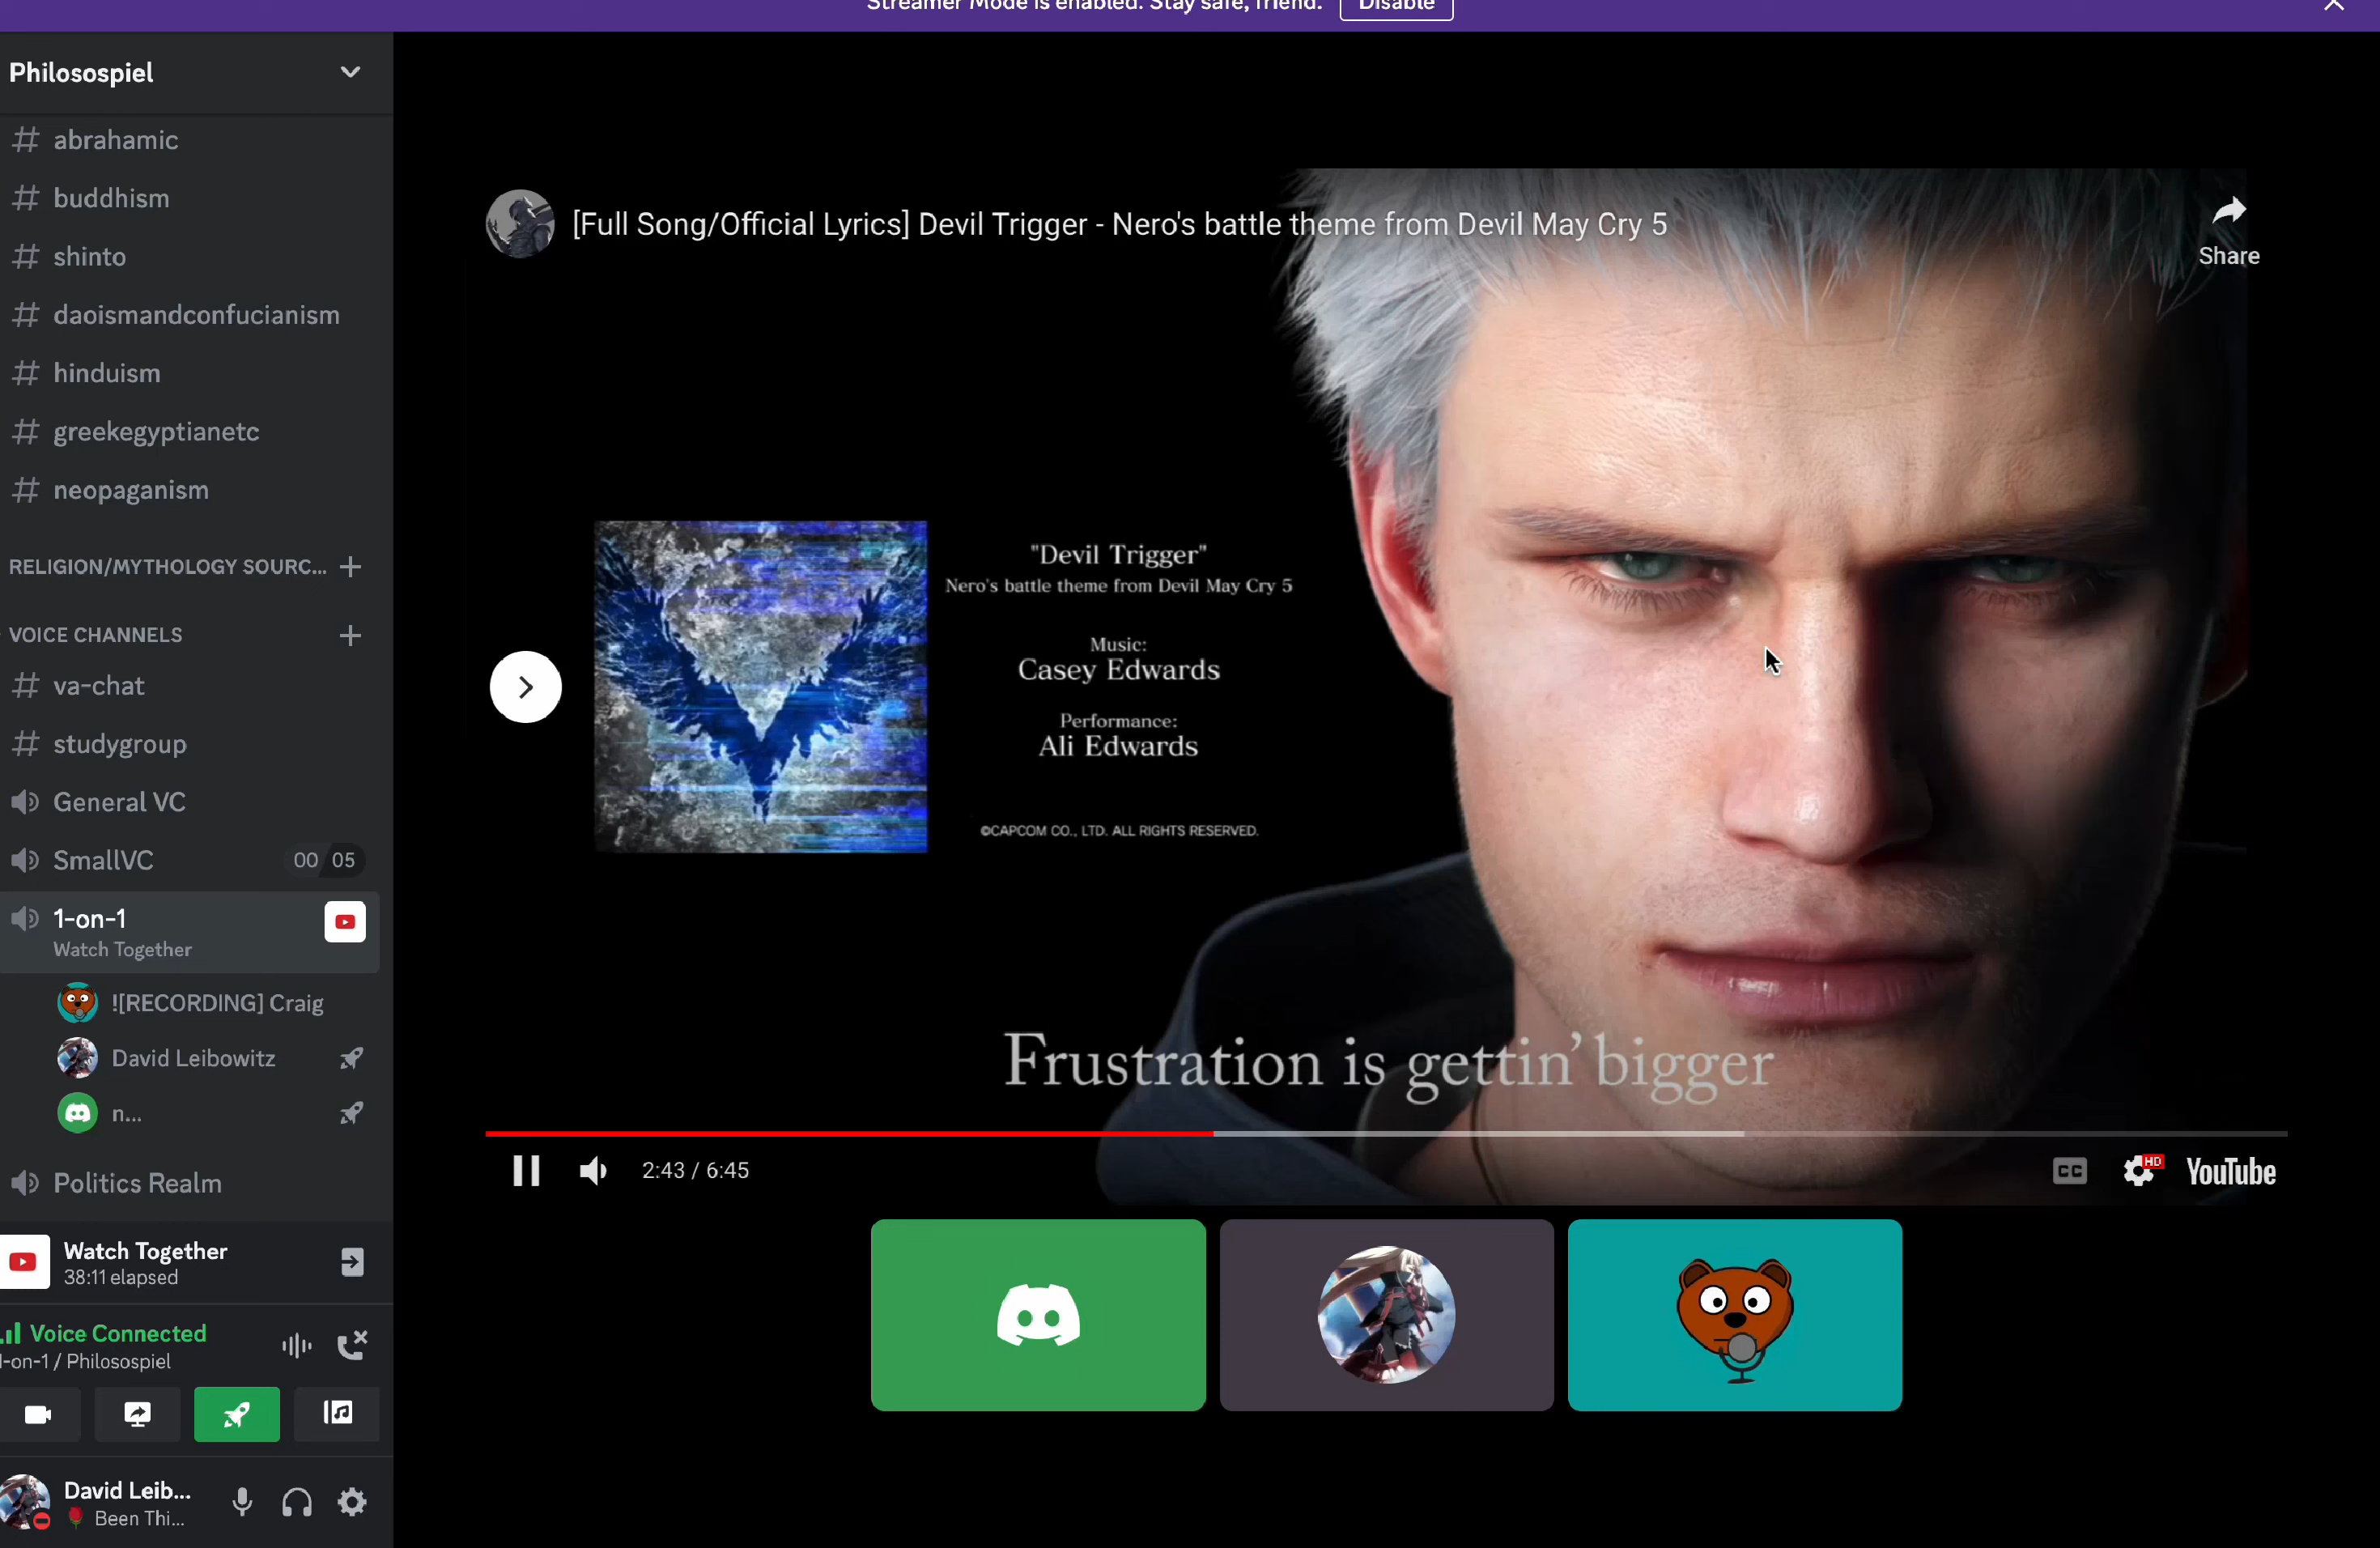 Streamer Mode is enabled. Stay safe, friend. Disable
Philosospiel
# abrahamic
# buddhism
# shinto
# daoismandconfucianism
# hinduism
# greekegyptianetc
# neopaganism
RELIGION/MYTHOLOGY SOURC...
VOICE CHANNELS
# va-chat
# studygroup
General VC
SmallVC 00 05
1-on-1
Watch Together
![RECORDING] Craig
David Leibowitz
n...
Politics Realm
Watch Together
38:11 elapsed
Voice Connected
1-on-1 / Philosospiel
David Leib...
Been Thi...
[Full Song/Official Lyrics] Devil Trigger - Nero's battle theme from Devil May Cry 5
Share
"Devil Trigger"
Nero's battle theme from Devil May Cry 5
Music:
Casey Edwards
Performance:
Ali Edwards
©CAPCOM CO., LTD. ALL RIGHTS RESERVED.
Frustration is gettin' bigger
2:43 / 6:45
CC
HD
YouTube